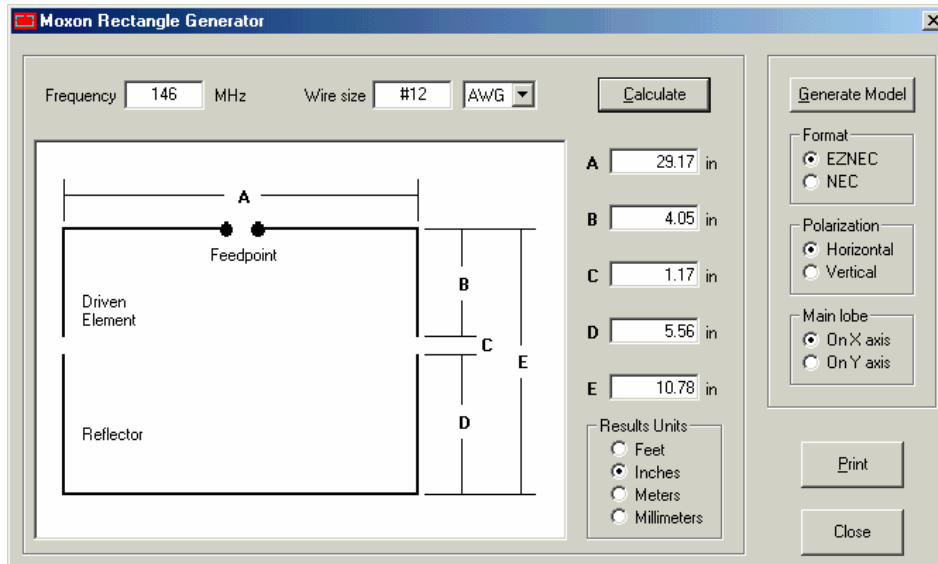 Moxon Rectangle Generator
Frequency 146 MHz Wire size #12 AWG Calculate
A 29.17 in
B 4.05 in
C 1.17 in
D 5.56 in
E 10.78 in
A
Feedpoint
Driven
Element
B
C
E
D
Reflector
Results Units
Feet
Inches
Meters
Millimeters
Generate Model
Format
EZNEC
NEC
Polarization
Horizontal
Vertical
Main lobe
On X axis
On Y axis
Print
Close